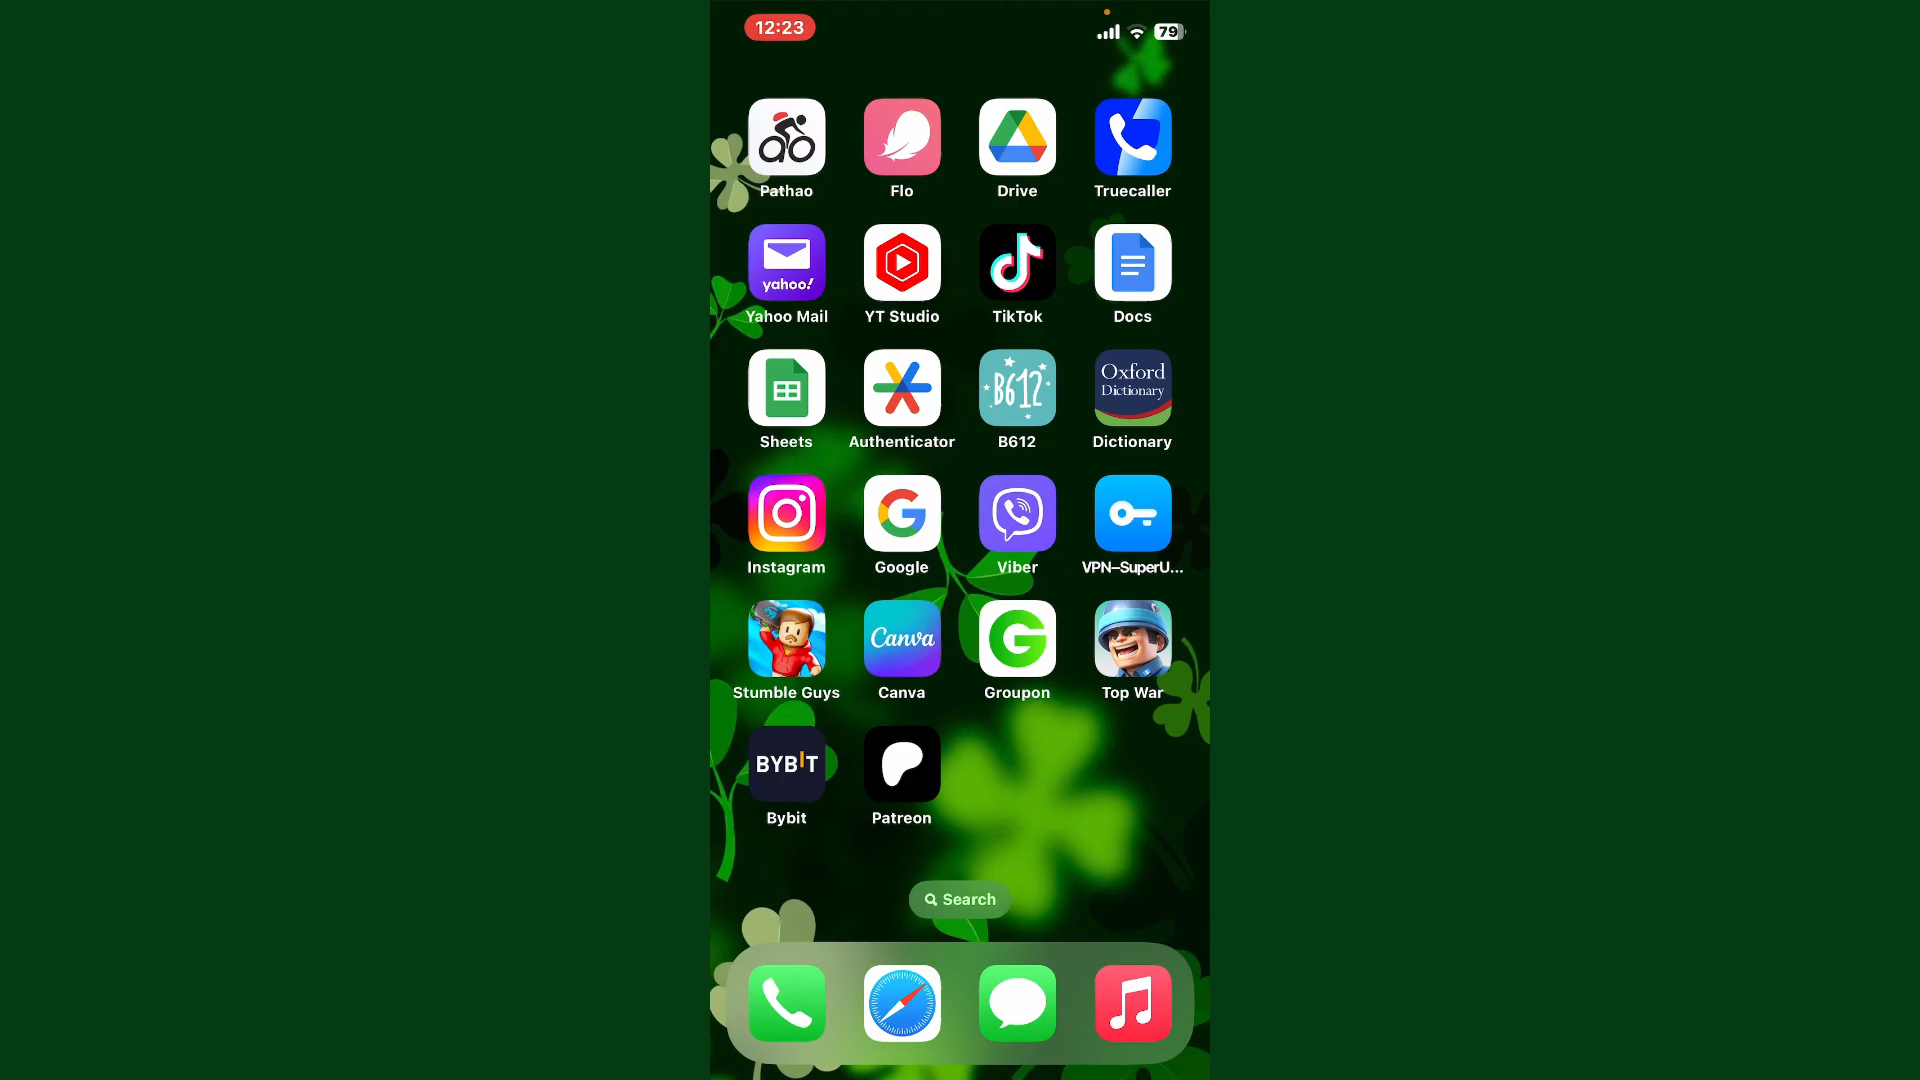 12:23
79
Pathao
Flo
Drive
Truecaller
yahoo!
Yahoo Mail
YT Studio
TikTok
Docs
B612
Oxford
Dictionary
Sheets
Authenticator
B612
Dictionary
Instagram
Google
Viber
VPN–SuperU...
Canva
Stumble Guys
Canva
Groupon
Top War
BYBIT
Bybit
Patreon
Search